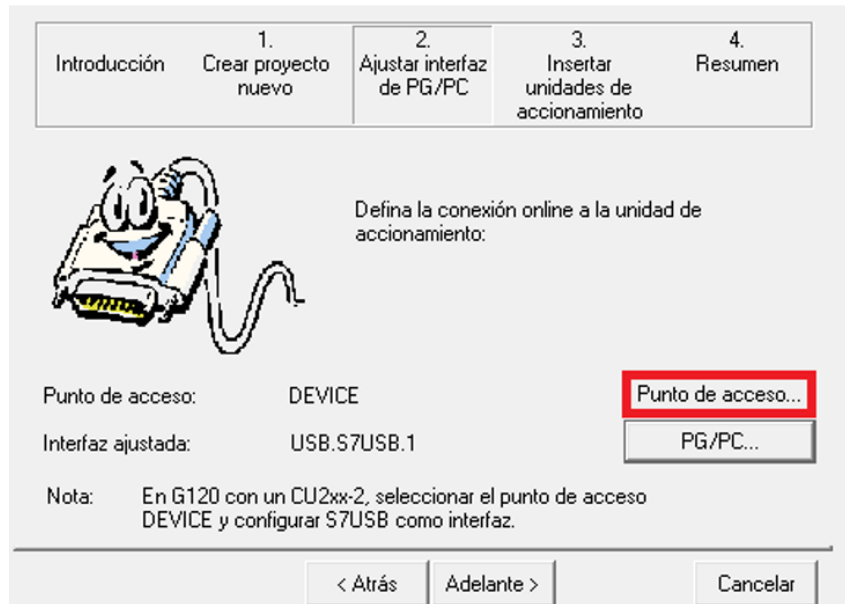 Introducción
1.
Crear proyecto
nuevo
2.
Ajustar interfaz
de PG/PC
3.
Insertar
unidades de
accionamiento
4.
Resumen
Defina la conexión online a la unidad de
accionamiento:
Punto de acceso: DEVICE Punto de acceso...
Interfaz ajustada: USB.S7USB.1 PG/PC...
Nota: En G120 con un CU2xx-2, seleccionar el punto de acceso
DEVICE y configurar S7USB como interfaz.
< Atrás Adelante > Cancelar